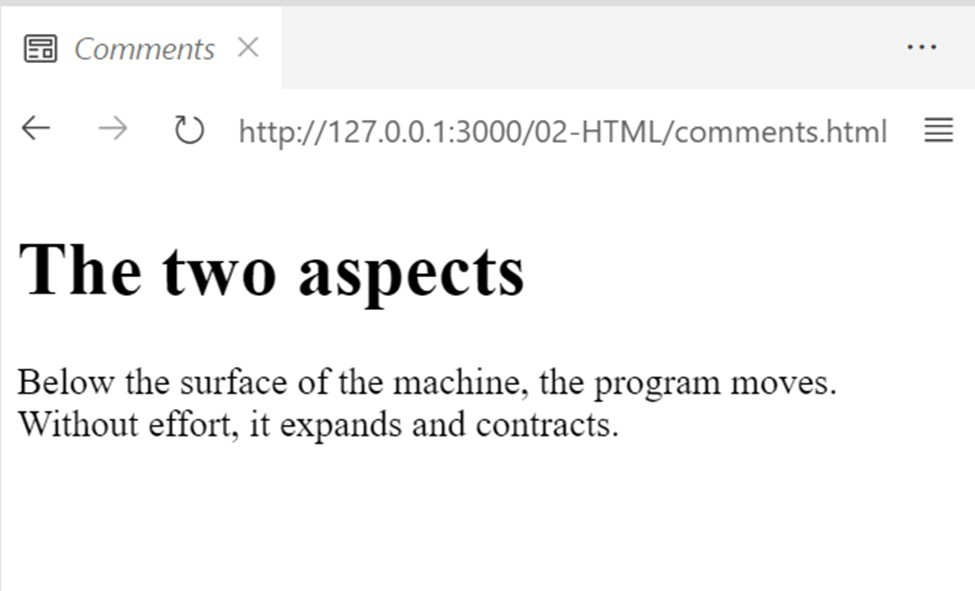 Comments
http://127.0.0.1:3000/02-HTML/comments.html
The two aspects
Below the surface of the machine, the program moves.
Without effort, it expands and contracts.